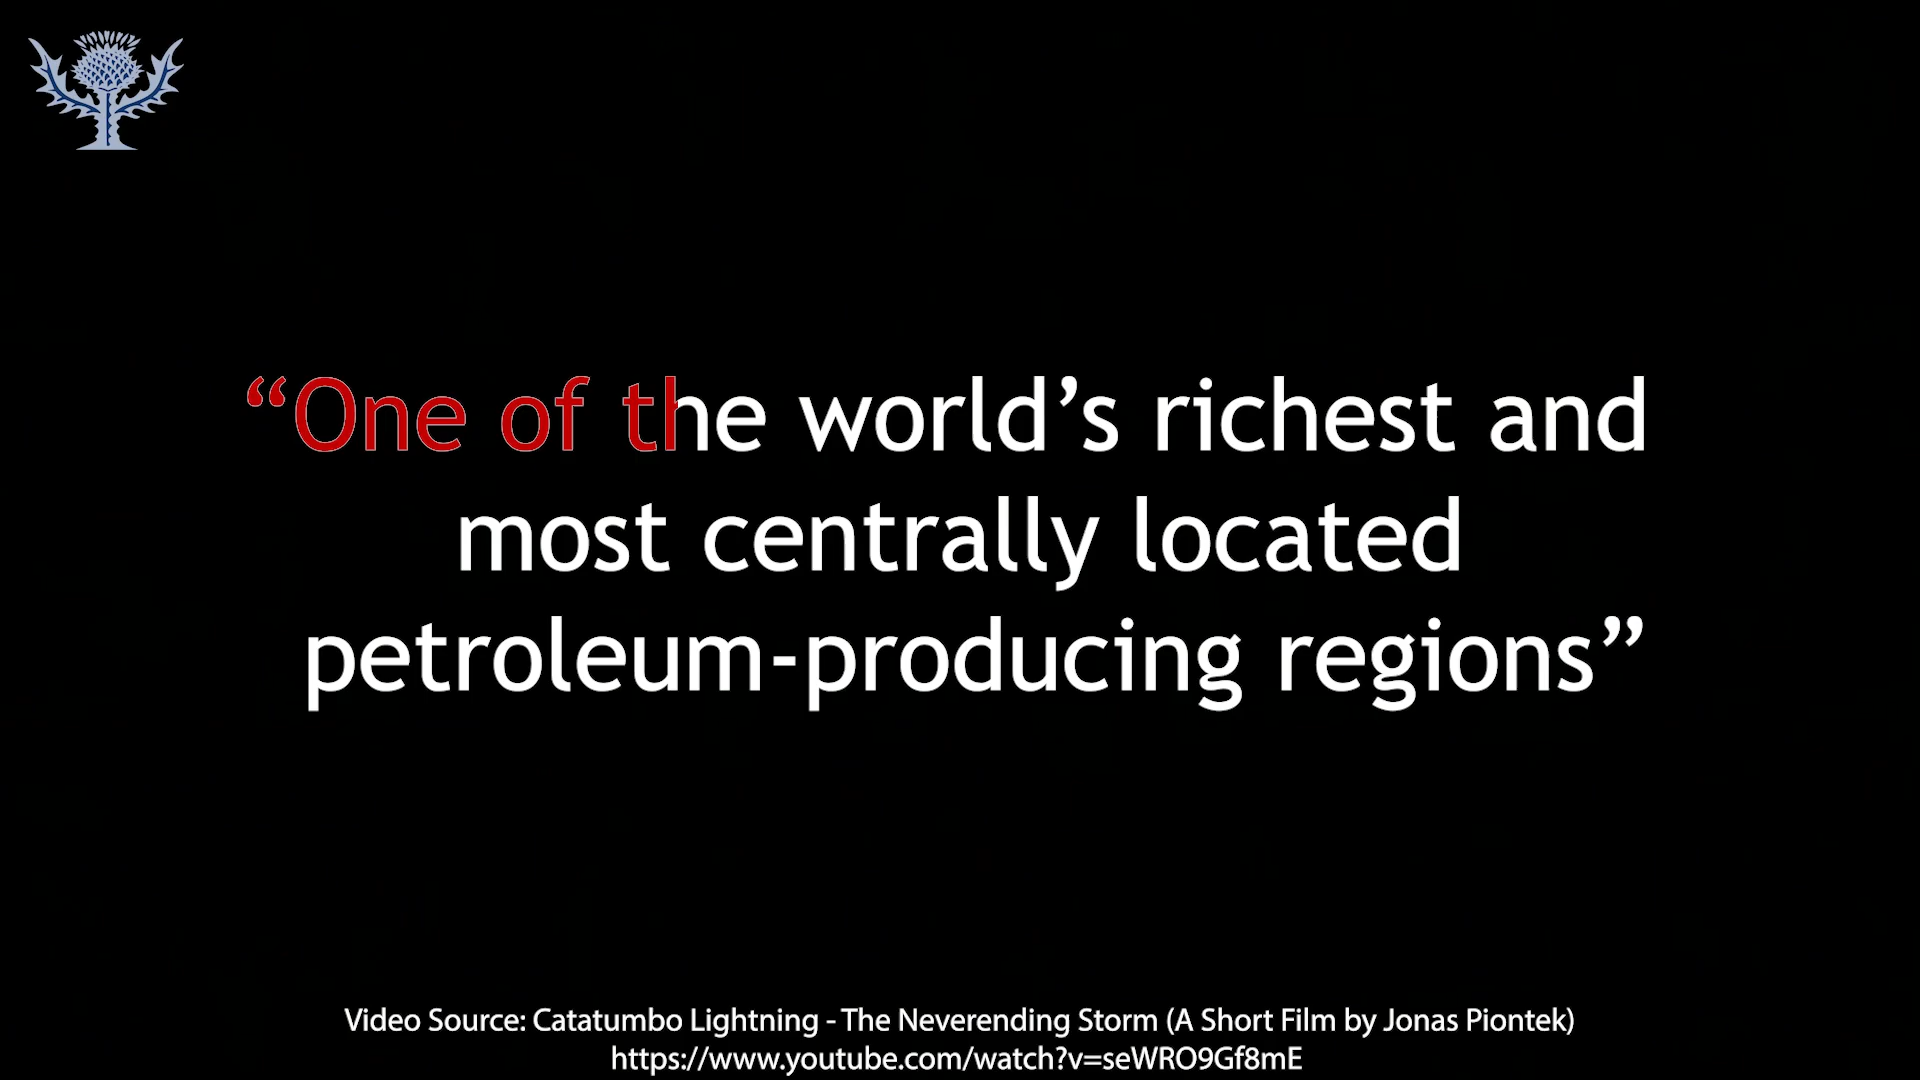 “One of the world’s richest and
most centrally located
petroleum-producing regions”
Video Source: Catatumbo Lightning - The Neverending Storm (A Short Film by Jonas Piontek)
https://www.youtube.com/watch?v=seWRO9Gf8mE